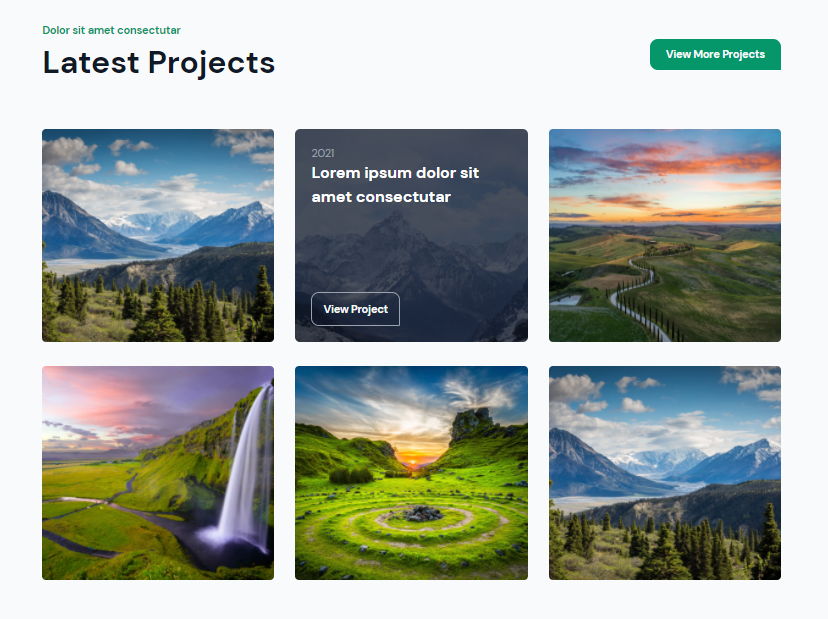 Dolor sit amet consectutar
Latest Projects
View More Projects
2021
Lorem ipsum dolor sit
amet consectutar
View Project